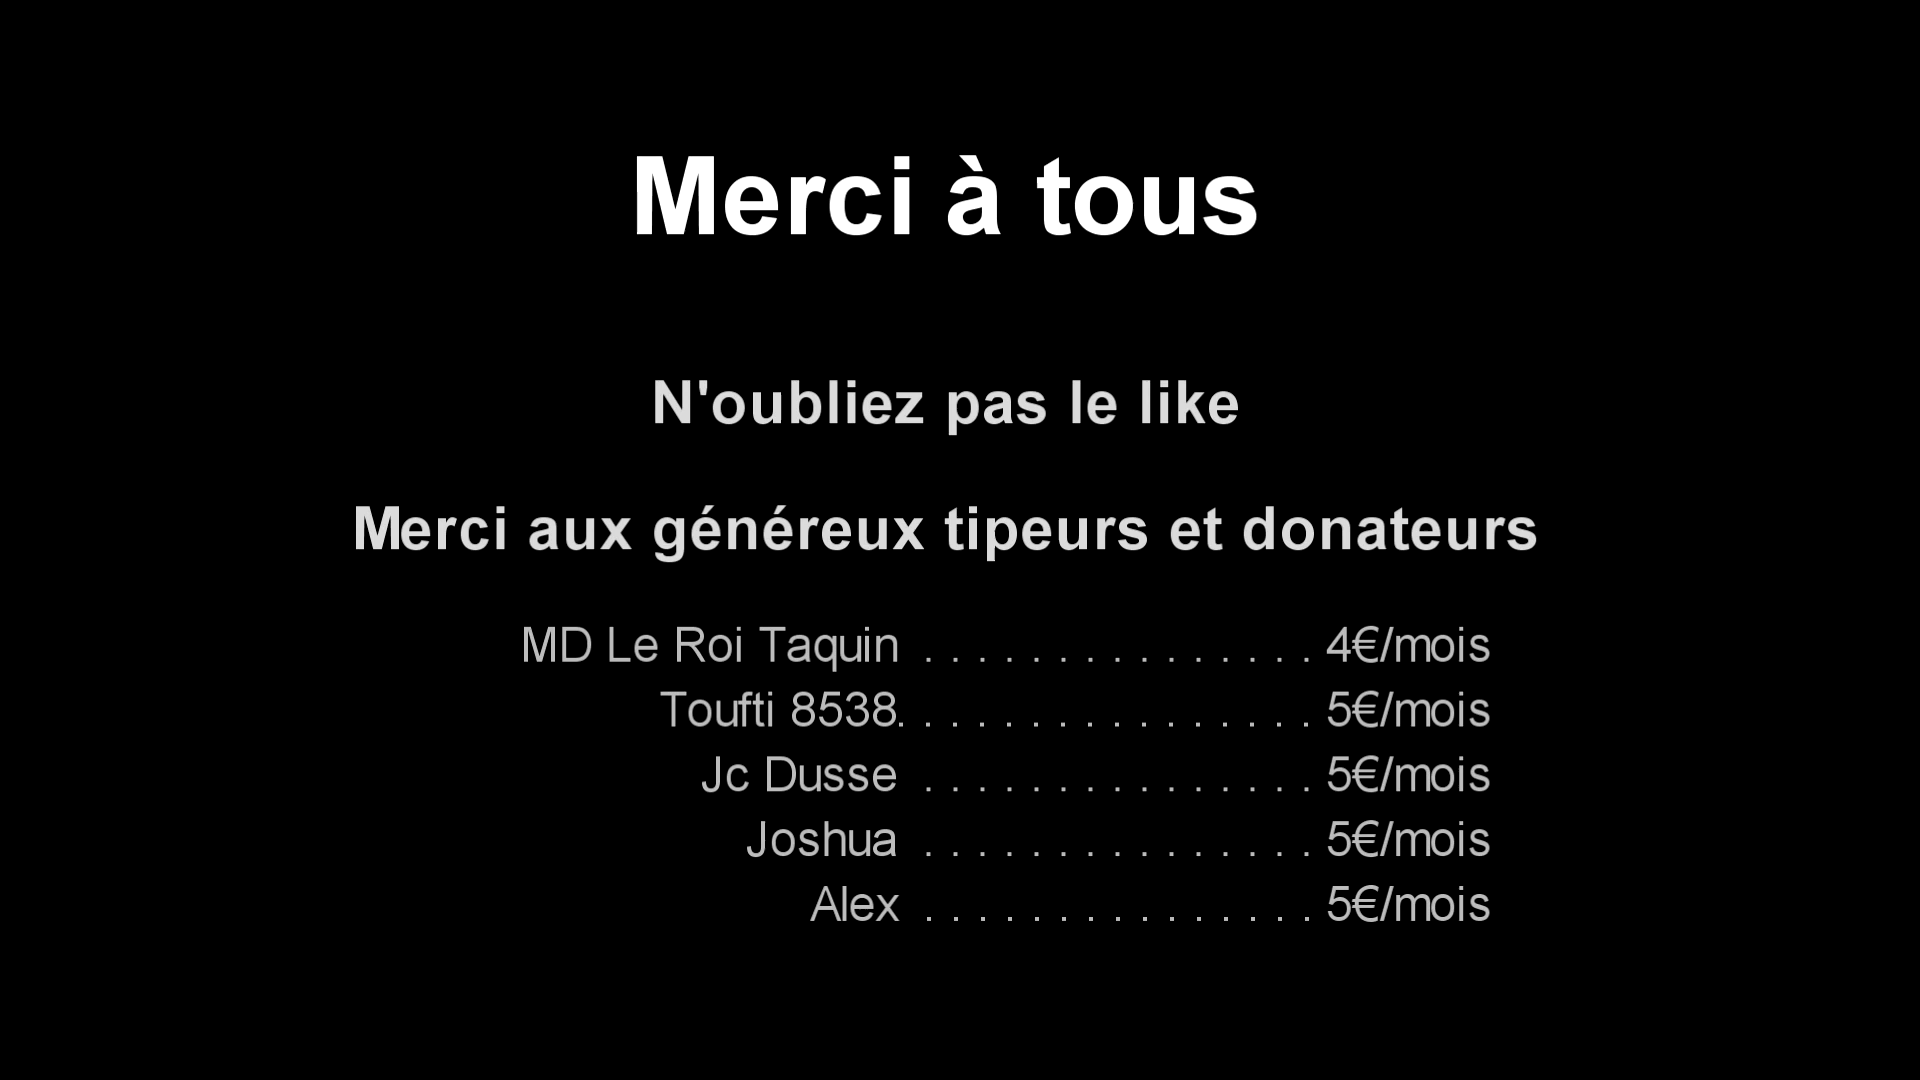 Merci à tous
N'oubliez pas le like
Merci aux généreux tipeurs et donateurs
MD Le Roi Taquin . . . . . . . . . . . . . . . 4€/mois
Toufti 8538. . . . . . . . . . . . . . . . 5€/mois
Jc Dusse . . . . . . . . . . . . . . . 5€/mois
Joshua . . . . . . . . . . . . . . . 5€/mois
Alex . . . . . . . . . . . . . . . 5€/mois